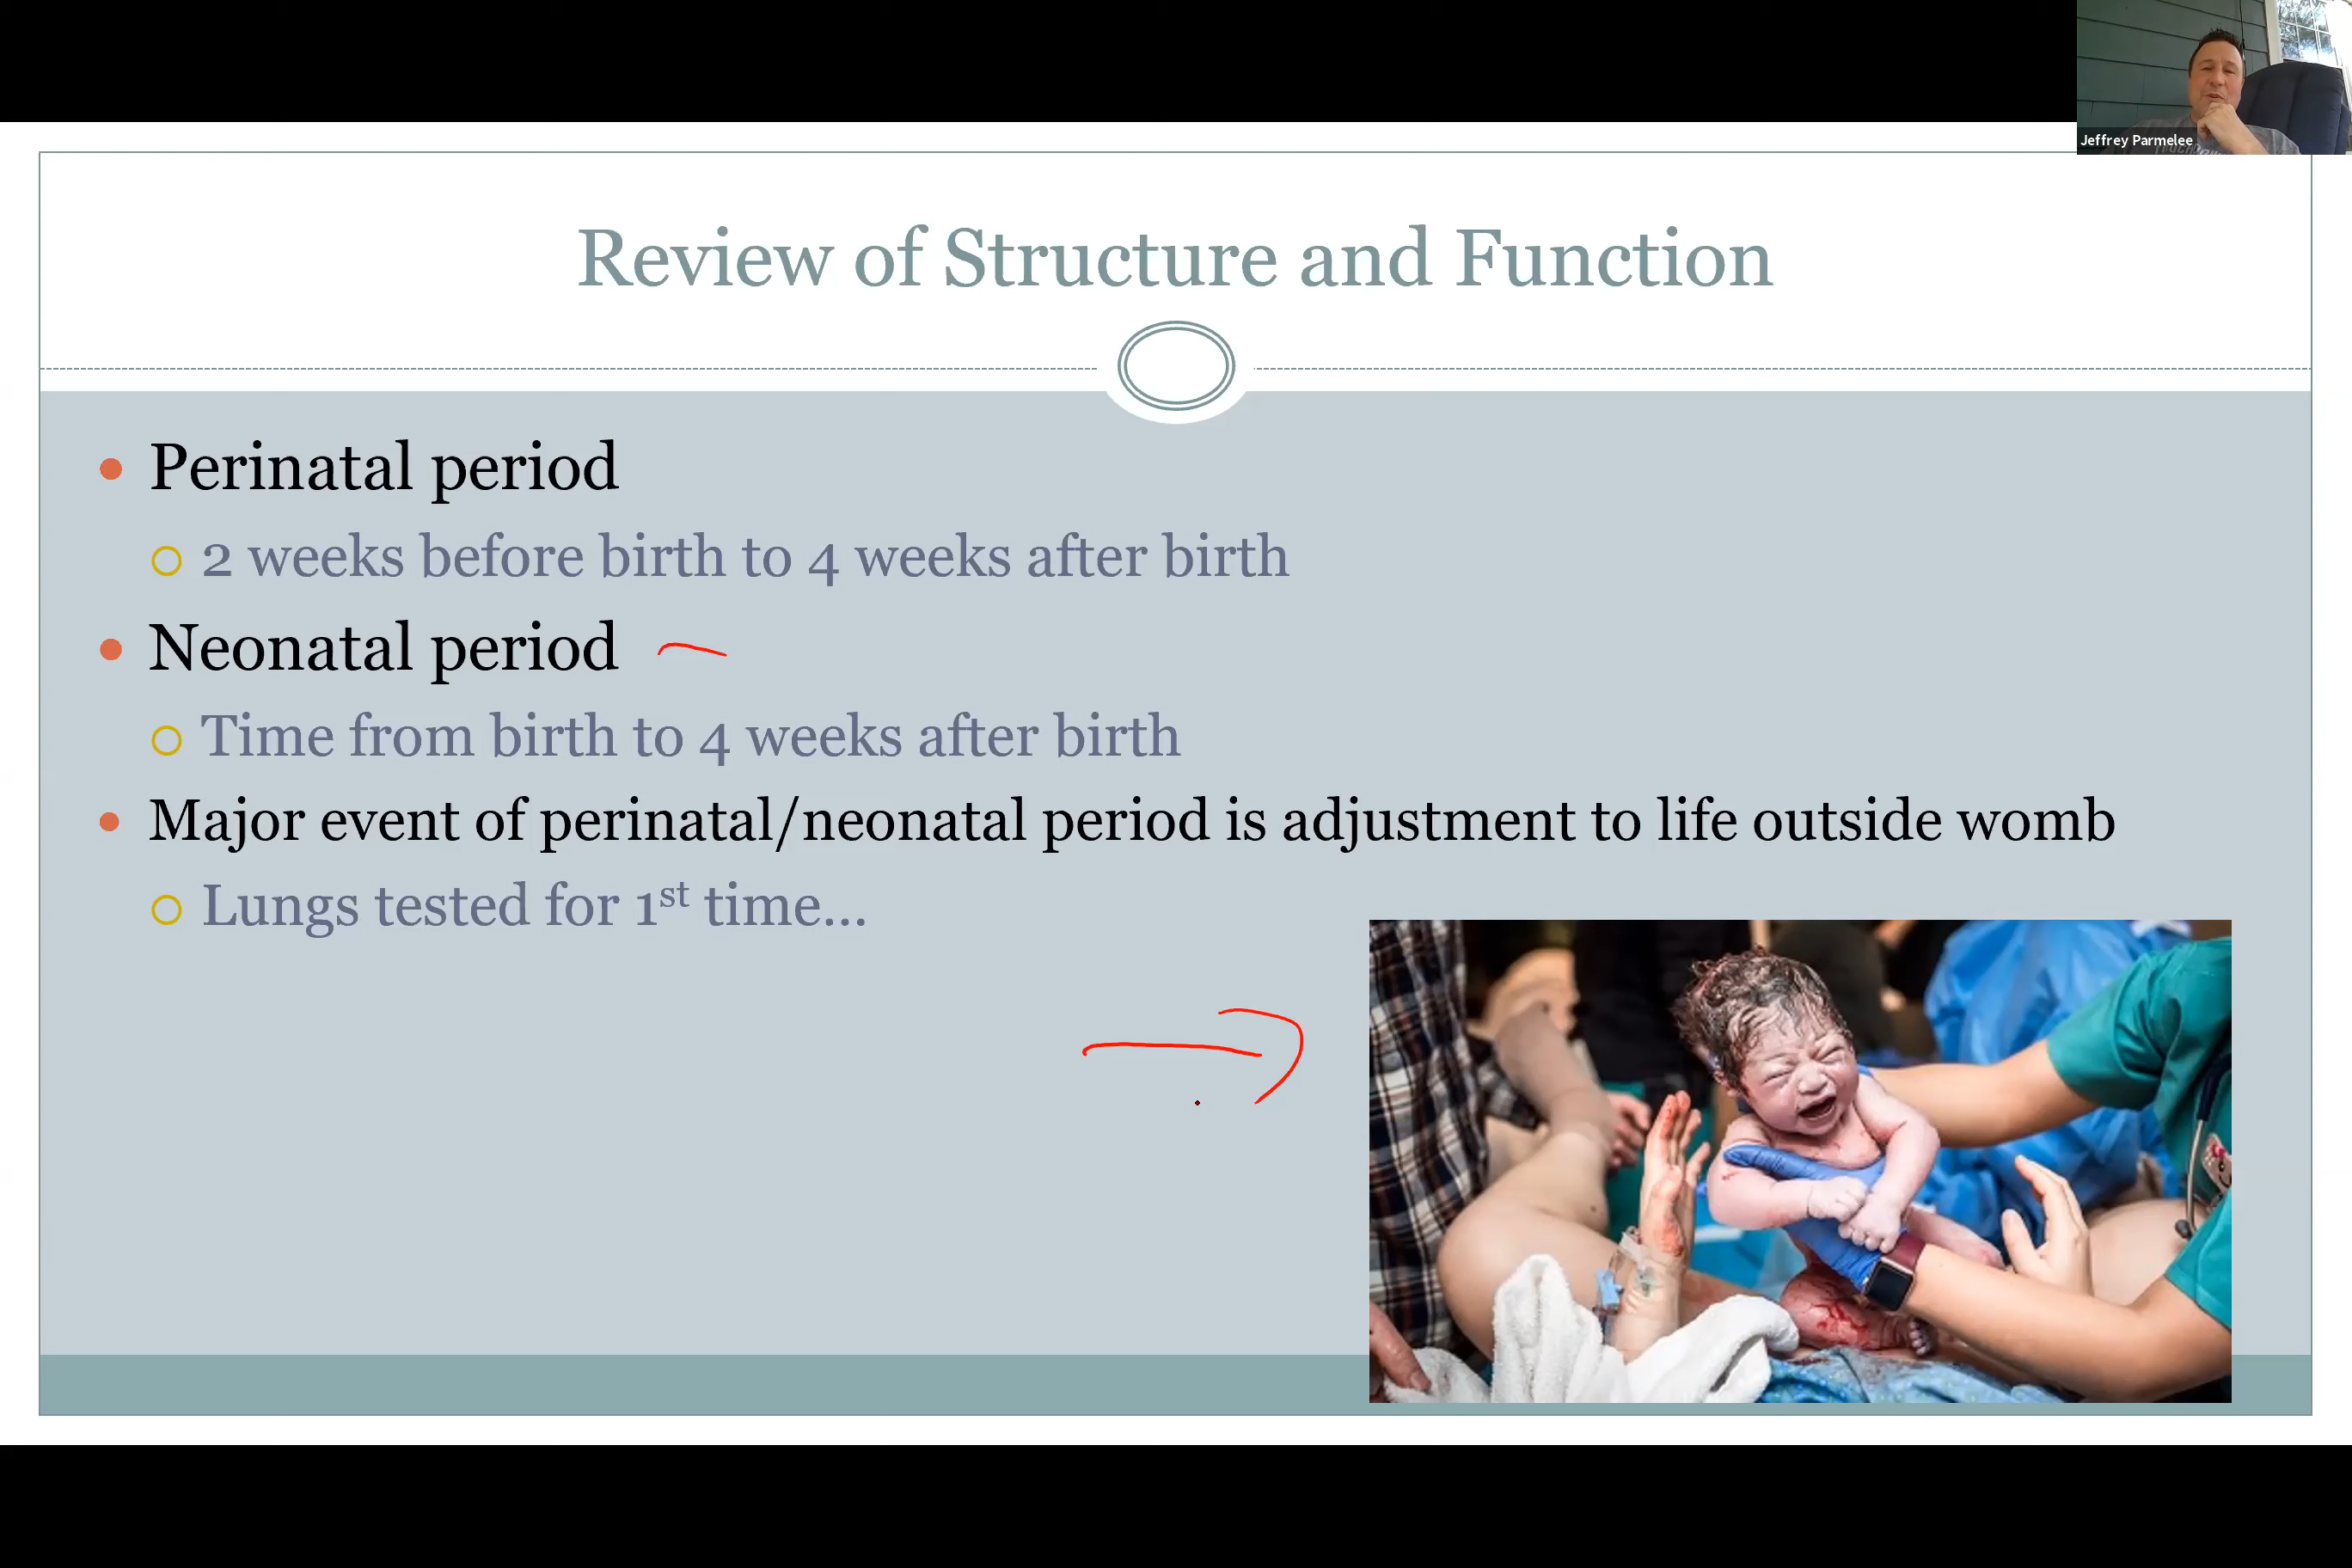 Jeffrey Parmelee
Review of Structure and Function
Perinatal period
2 weeks before birth to 4 weeks after birth
Neonatal period
Time from birth to 4 weeks after birth
Major event of perinatal/neonatal period is adjustment to life outside womb
Lungs tested for 1st time...